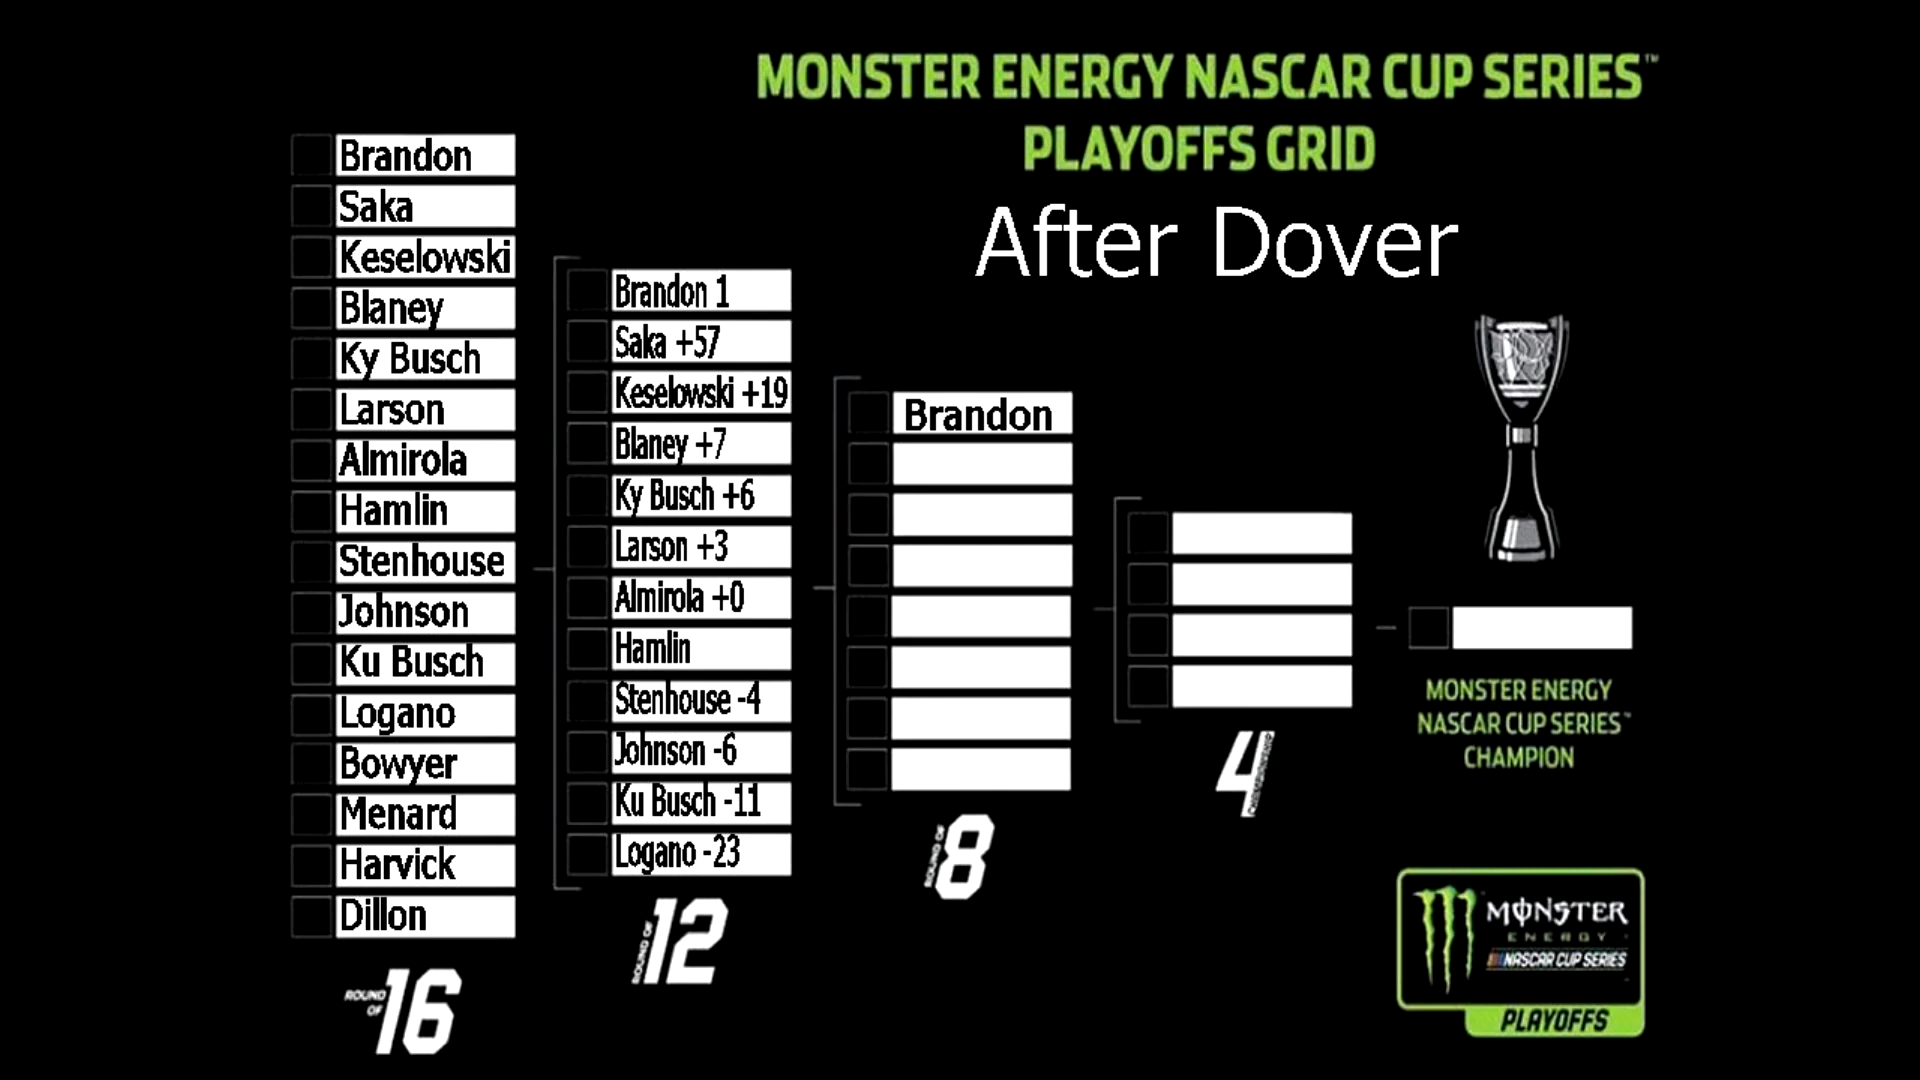 MONSTER ENERGY NASCAR CUP SERIES™
PLAYOFFS GRID
After Dover
Brandon
Saka
Keselowski
Blaney
Ky Busch
Larson
Almirola
Hamlin
Stenhouse
Johnson
Ku Busch
Logano
Bowyer
Menard
Harvick
Dillon
ROUND
OF
16
Brandon 1
Saka +57
Keselowski +19
Blaney +7
Ky Busch +6
Larson +3
Almirola +0
Hamlin
Stenhouse -4
Johnson -6
Ku Busch -11
Logano -23
ROUND OF
12
Brandon
ROUND OF
8
4
MONSTER ENERGY
NASCAR CUP SERIES™
CHAMPION
MONSTER
ENERGY
NASCAR CUP SERIES
PLAYOFFS